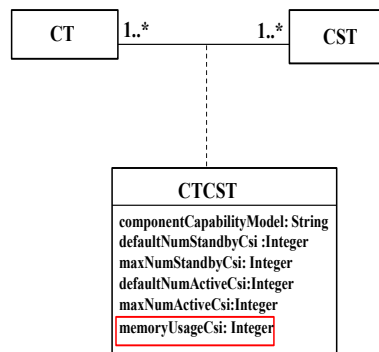 CT
1..*
1..*
CST
CTCST
componentCapabilityModel: String
defaultNumStandbyCsi :Integer
maxNumStandbyCsi: Integer
defaultNumActiveCsi:Integer
maxNumActiveCsi:Integer
memoryUsageCsi: Integer